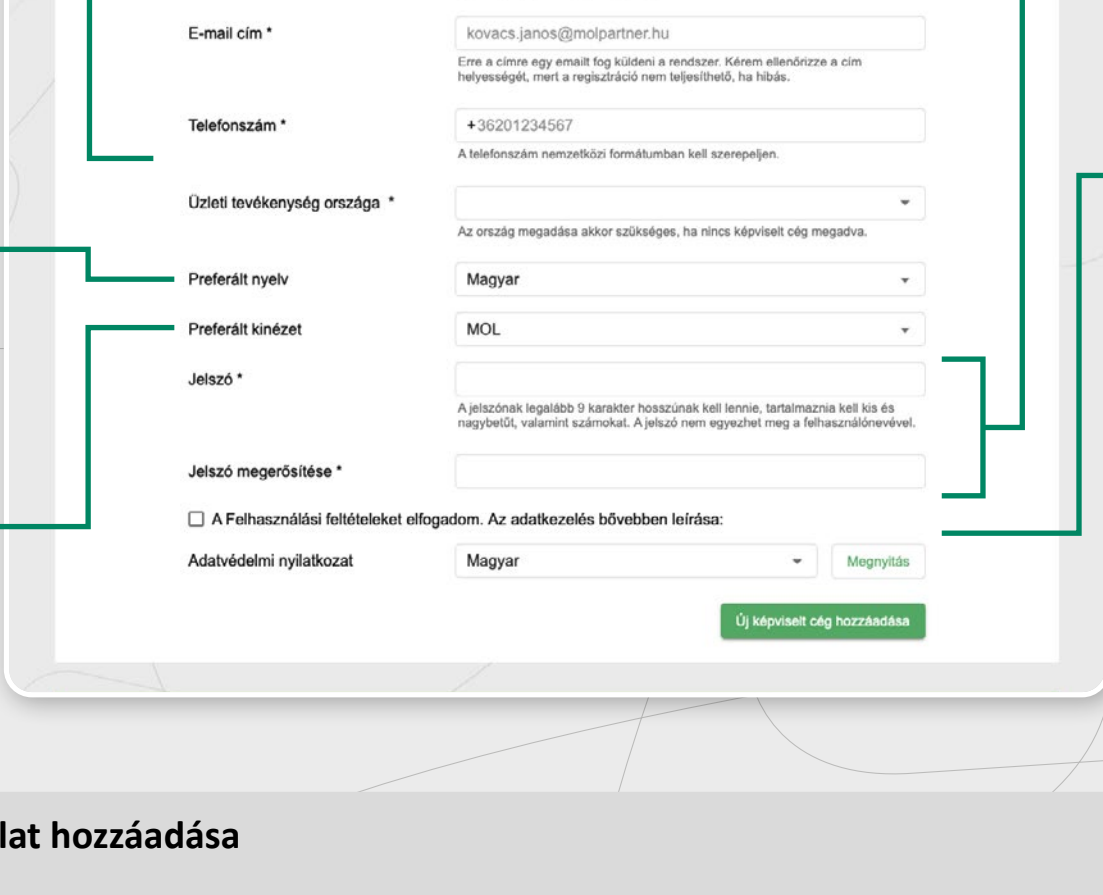 E-mail cím *
kovacs.janos@molpartner.hu
Erre a címre egy emailt fog küldeni a rendszer. Kérem ellenőrizze a cím
helyességét, mert a regisztráció nem teljesíthető, ha hibás.
Telefonszám *
+36201234567
A telefonszám nemzetközi formátumban kell szerepeljen.
Üzleti tevékenység országa *
Az ország megadása akkor szükséges, ha nincs képviselt cég megadva.
Preferált nyelv
Magyar
Preferált kinézet
MOL
Jelszó *
A jelszónak legalább 9 karakter hosszúnak kell lennie, tartalmaznia kell kis és
nagybetűt, valamint számokat. A jelszó nem egyezhet meg a felhasználónevével.
Jelszó megerősítése *
A Felhasználási feltételeket elfogadom. Az adatkezelés bővebben leírása:
Adatvédelmi nyilatkozat
Magyar
Megnyitás
Új képviselt cég hozzáadása
lat hozzáadása